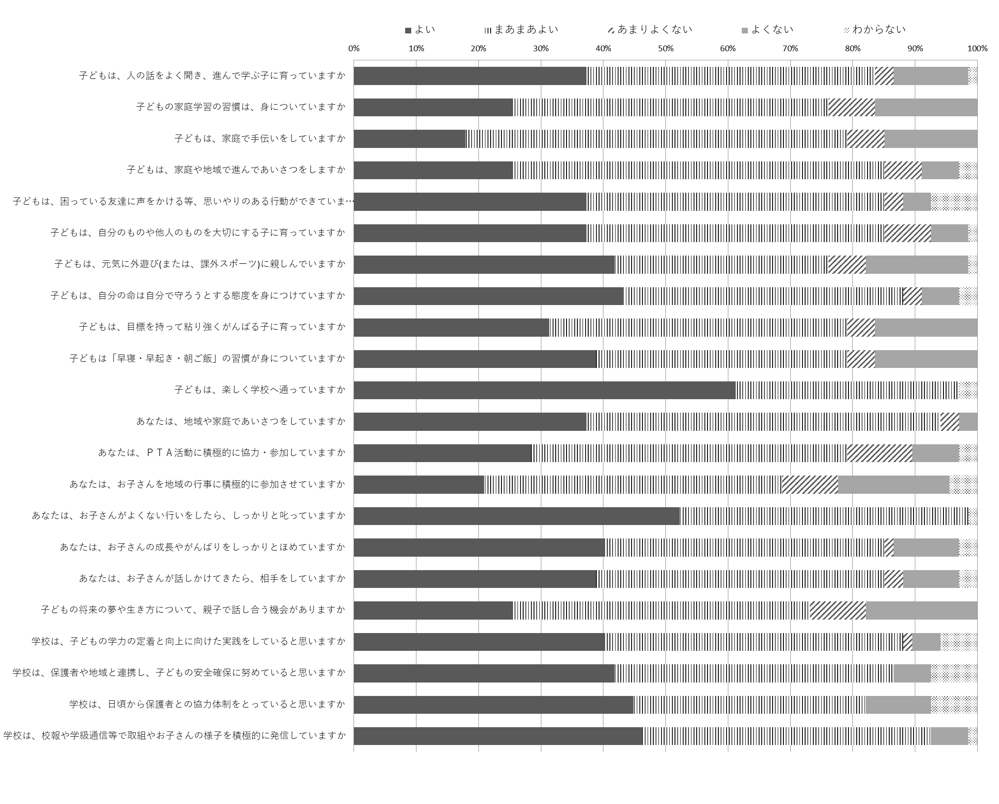 よい まあまあよい あまりよくない よくない わからない
0% 10% 20% 30% 40% 50% 60% 70% 80% 90% 100%
子どもは、人の話をよく聞き、進んで学ぶ子に育っていますか
子どもの家庭学習の習慣は、身についていますか
子どもは、家庭で手伝いをしていますか
子どもは、家庭や地域で進んであいさつをしますか
子どもは、困っている友達に声をかける等、思いやりのある行動ができていま…
子どもは、自分のものや他人のものを大切にする子に育っていますか
子どもは、元気に外遊び(または、課外スポーツ)に親しんでいますか
子どもは、自分の命は自分で守ろうとする態度を身につけていますか
子どもは、目標を持って粘り強くがんばる子に育っていますか
子どもは「早寝・早起き・朝ご飯」の習慣が身についていますか
子どもは、楽しく学校へ通っていますか
あなたは、地域や家庭であいさつをしていますか
あなたは、ＰＴＡ活動に積極的に協力・参加していますか
あなたは、お子さんを地域の行事に積極的に参加させていますか
あなたは、お子さんがよくない行いをしたら、しっかりと叱っていますか
あなたは、お子さんの成長やがんばりをしっかりとほめていますか
あなたは、お子さんが話しかけてきたら、相手をしていますか
子どもの将来の夢や生き方について、親子で話し合う機会がありますか
学校は、子どもの学力の定着と向上に向けた実践をしていると思いますか
学校は、保護者や地域と連携し、子どもの安全確保に努めていると思いますか
学校は、日頃から保護者との協力体制をとっていると思いますか
学校は、校報や学級通信等で取組やお子さんの様子を積極的に発信していますか